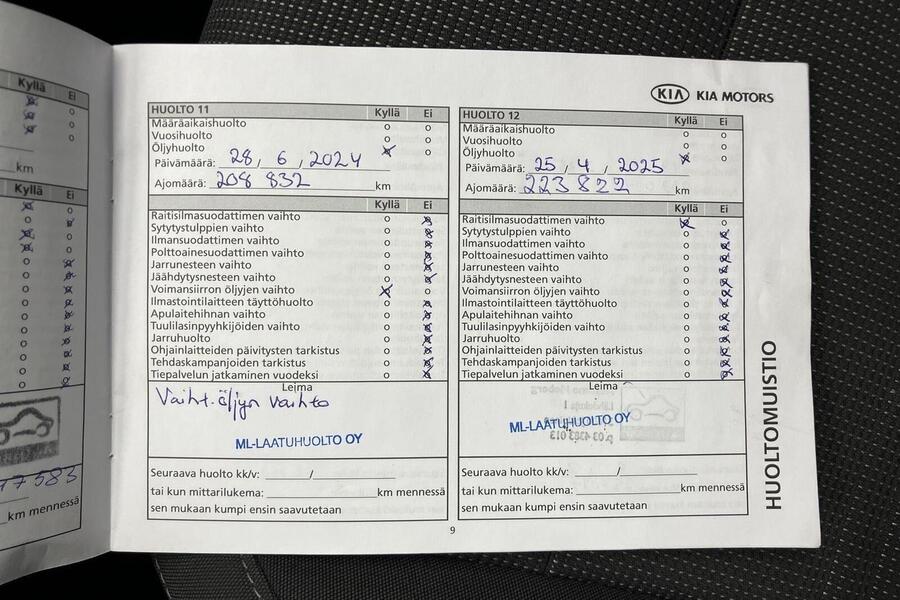 Kyllä Ei
km
Kyllä Ei
77583
km mennessä
KIA KIA MOTORS
HUOLTO 11 Kyllä Ei
Määräaikaishuolto
Vuosihuolto
Öljyhuolto
Päivämäärä: 28, 6, 2024
Ajomäärä: 208 832 km
Kyllä Ei
Raitisilmasuodattimen vaihto
Sytytystulppien vaihto
Ilmansuodattimen vaihto
Polttoainesuodattimen vaihto
Jarrunesteen vaihto
Jäähdytysnesteen vaihto
Voimansiirron öljyjen vaihto
Ilmastointilaitteen täyttöhuolto
Apulaitehihnan vaihto
Tuulilasinpyyhkijöiden vaihto
Jarruhuolto
Ohjainlaitteiden päivitysten tarkistus
Tehdaskampanjoiden tarkistus
Tiepalvelun jatkaminen vuodeksi
Leima
Vaiht.öljyn vaihto
ML-LAATUHUOLTO OY
Seuraava huolto kk/v: /
tai kun mittarilukema: km mennessä
sen mukaan kumpi ensin saavutetaan
HUOLTO 12 Kyllä Ei
Määräaikaishuolto
Vuosihuolto
Öljyhuolto
Päivämäärä: 25, 4, 2025
Ajomäärä: 223 822 km
Kyllä Ei
Raitisilmasuodattimen vaihto
Sytytystulppien vaihto
Ilmansuodattimen vaihto
Polttoainesuodattimen vaihto
Jarrunesteen vaihto
Jäähdytysnesteen vaihto
Voimansiirron öljyjen vaihto
Ilmastointilaitteen täyttöhuolto
Apulaitehihnan vaihto
Tuulilasinpyyhkijöiden vaihto
Jarruhuolto
Ohjainlaitteiden päivitysten tarkistus
Tehdaskampanjoiden tarkistus
Tiepalvelun jatkaminen vuodeksi
Leima
ML-LAATUHUOLTO OY
Seuraava huolto kk/v: /
tai kun mittarilukema: km mennessä
sen mukaan kumpi ensin saavutetaan
HUOLTOMUISTIO
9